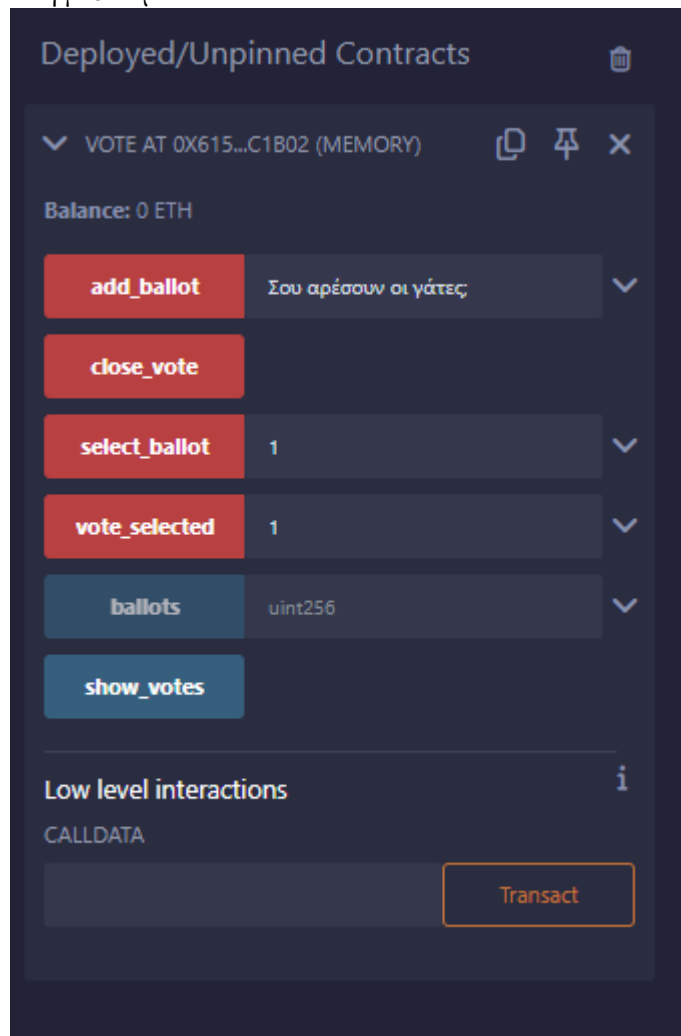 Deployed/Unpinned Contracts
VOTE AT 0X615...C1B02 (MEMORY)
Balance: 0 ETH
add_ballot Σου αρέσουν οι γάτες;
close_vote
select_ballot 1
vote_selected 1
ballots uint256
show_votes
Low level interactions i
CALLDATA
Transact